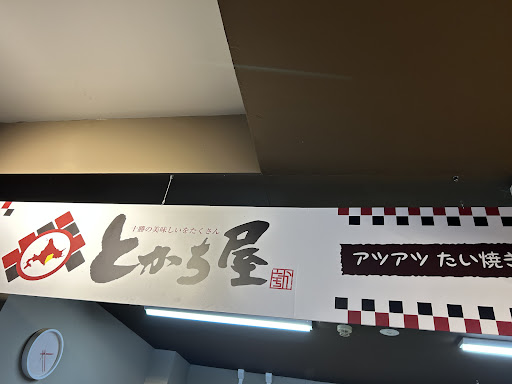 十勝の美味しいをたくさん
とかち屋
アツアツ たい焼き